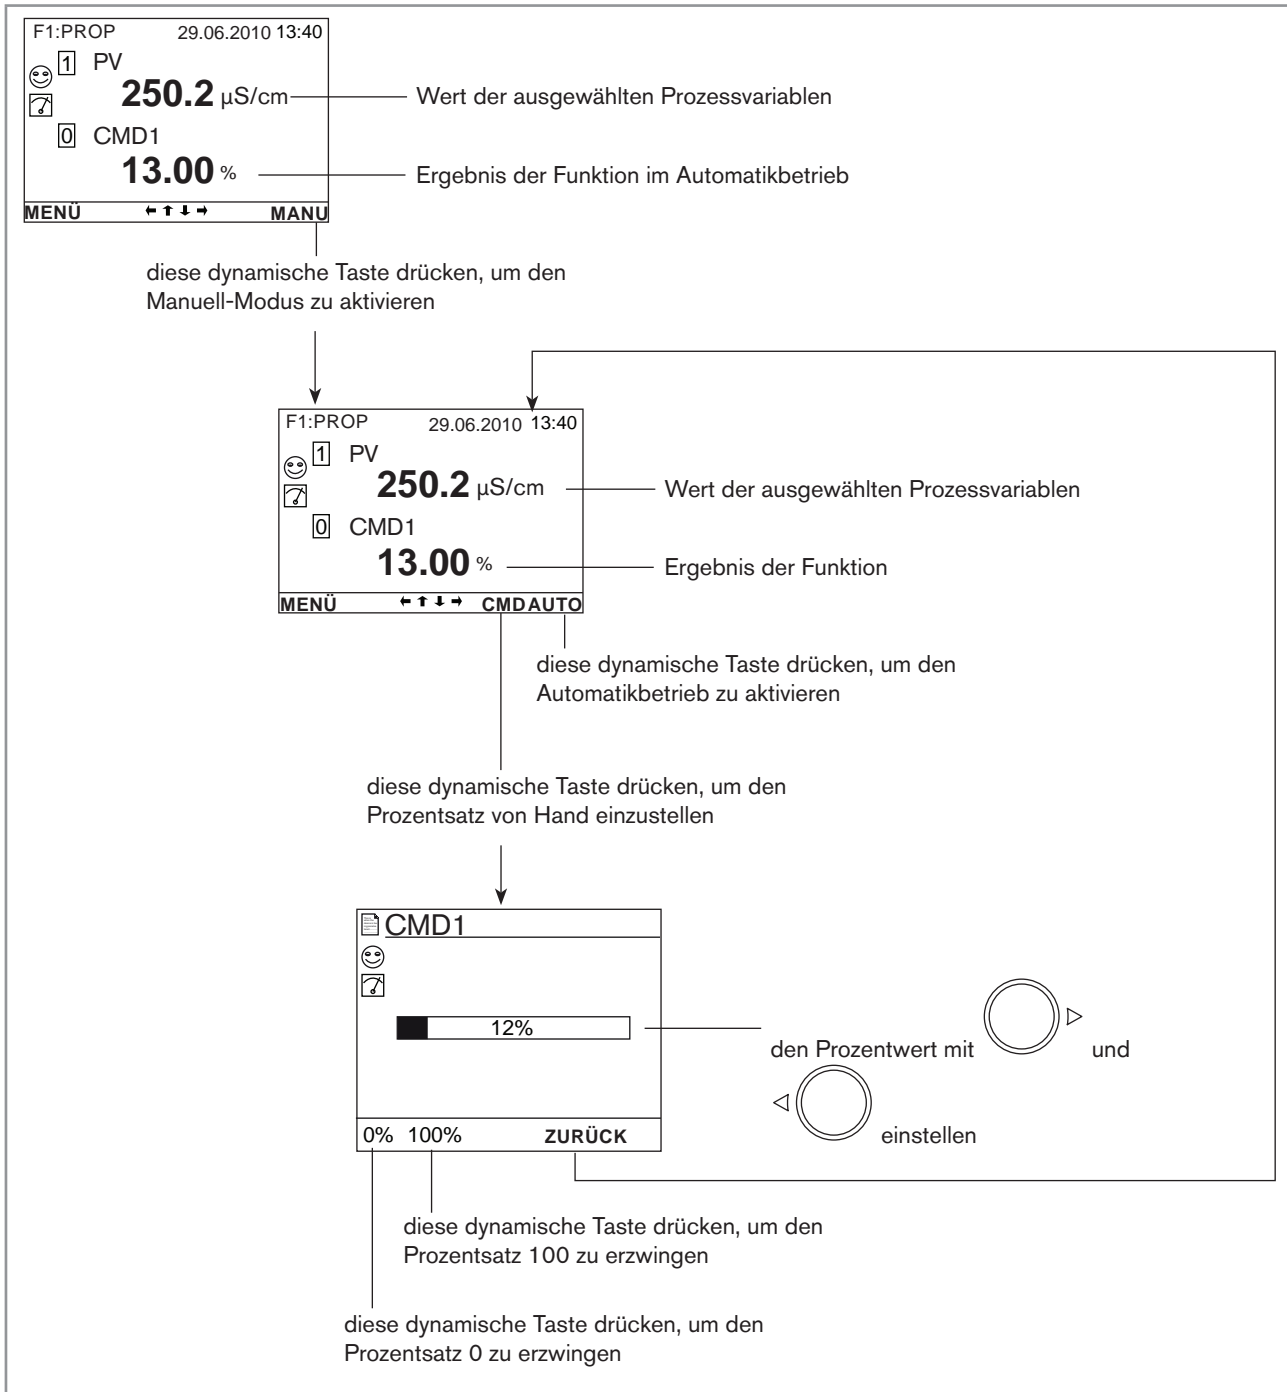 F1:PROP 29.06.2010 13:40
1 PV
250.2 µS/cm
Wert der ausgewählten Prozessvariablen
0 CMD1
13.00 %
Ergebnis der Funktion im Automatikbetrieb
MENÜ MANU
diese dynamische Taste drücken, um den
Manuell-Modus zu aktivieren
F1:PROP 29.06.2010 13:40
1 PV
250.2 µS/cm
Wert der ausgewählten Prozessvariablen
0 CMD1
13.00 %
Ergebnis der Funktion
MENÜ CMD AUTO
diese dynamische Taste drücken, um den
Automatikbetrieb zu aktivieren
diese dynamische Taste drücken, um den
Prozentsatz von Hand einzustellen
CMD1
12%
den Prozentwert mit und
einstellen
0% 100% ZURÜCK
diese dynamische Taste drücken, um den
Prozentsatz 100 zu erzwingen
diese dynamische Taste drücken, um den
Prozentsatz 0 zu erzwingen